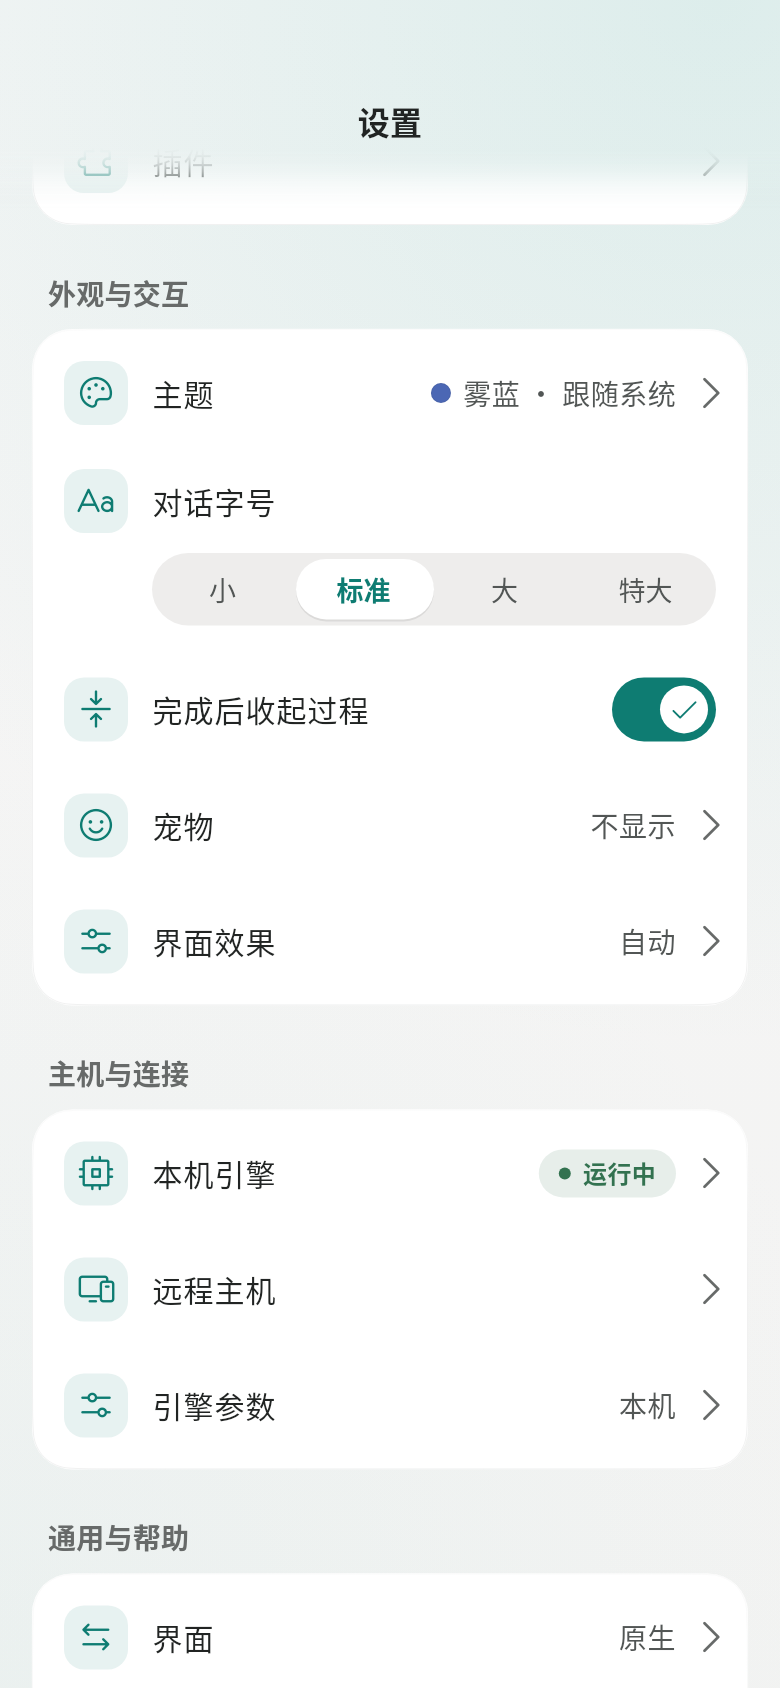 设置
插件
外观与交互
主题 雾蓝 · 跟随系统
Aa 对话字号
小 标准 大 特大
完成后收起过程
宠物 不显示
界面效果 自动
主机与连接
本机引擎 运行中
远程主机
引擎参数 本机
通用与帮助
界面 原生